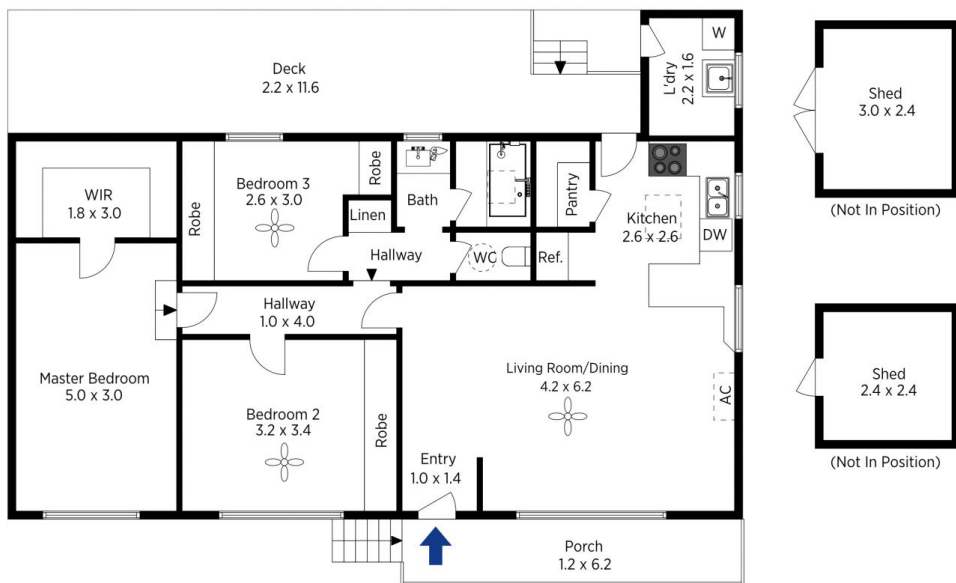 Deck
2.2 x 11.6
L'dry
2.2 x 1.6
W
Shed
3.0 x 2.4
(Not In Position)
WIR
1.8 x 3.0
Robe
Bedroom 3
2.6 x 3.0
Robe
Linen
Bath
Pantry
Kitchen
2.6 x 2.6
DW
Hallway
WC
Ref.
Hallway
1.0 x 4.0
Master Bedroom
5.0 x 3.0
Bedroom 2
3.2 x 3.4
Robe
Living Room/Dining
4.2 x 6.2
AC
Shed
2.4 x 2.4
(Not In Position)
Entry
1.0 x 1.4
Porch
1.2 x 6.2